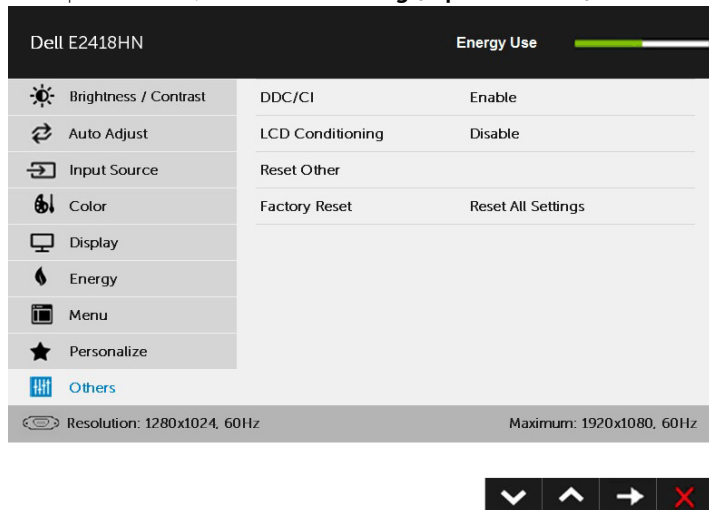 Dell E2418HN Energy Use
Brightness / Contrast DDC/CI Enable
Auto Adjust LCD Conditioning Disable
Input Source Reset Other
Color Factory Reset Reset All Settings
Display
Energy
Menu
Personalize
Others
Resolution: 1280x1024, 60Hz Maximum: 1920x1080, 60Hz